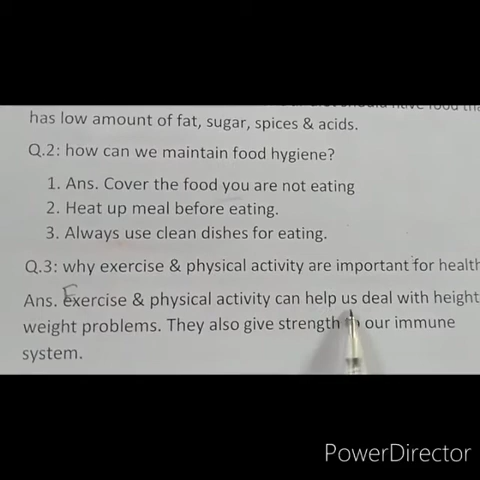 has low amount of fat, sugar, spices & acids.
Q.2: how can we maintain food hygiene?
1. Ans. Cover the food you are not eating
2. Heat up meal before eating.
3. Always use clean dishes for eating.
Q.3: why exercise & physical activity are important for health
Ans. Exercise & physical activity can help us deal with height
weight problems. They also give strength our immune
system.
PowerDirector